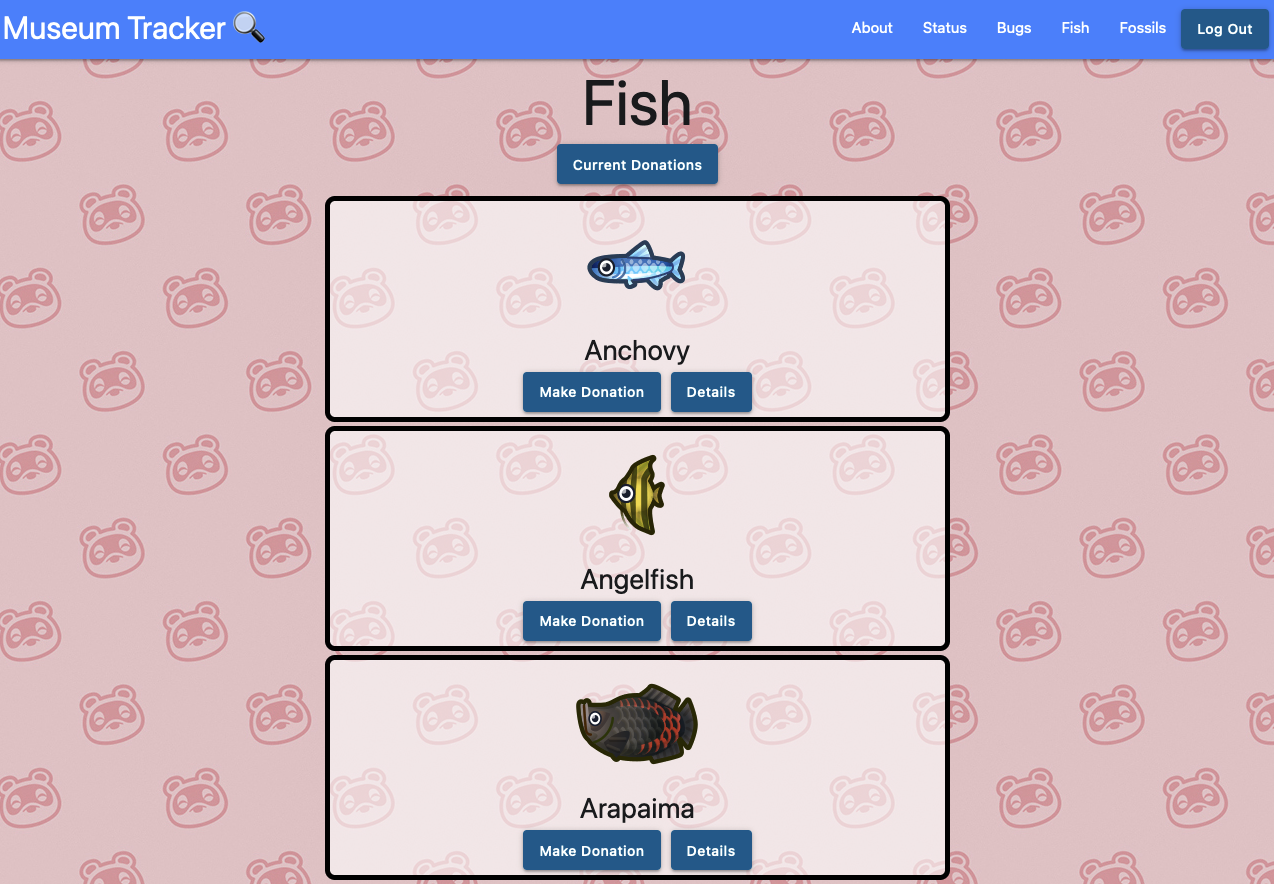 Museum Tracker 🔍 About Status Bugs Fish Fossils Log Out
Fish
Current Donations
Anchovy
Make Donation Details
Angelfish
Make Donation Details
Arapaima
Make Donation Details